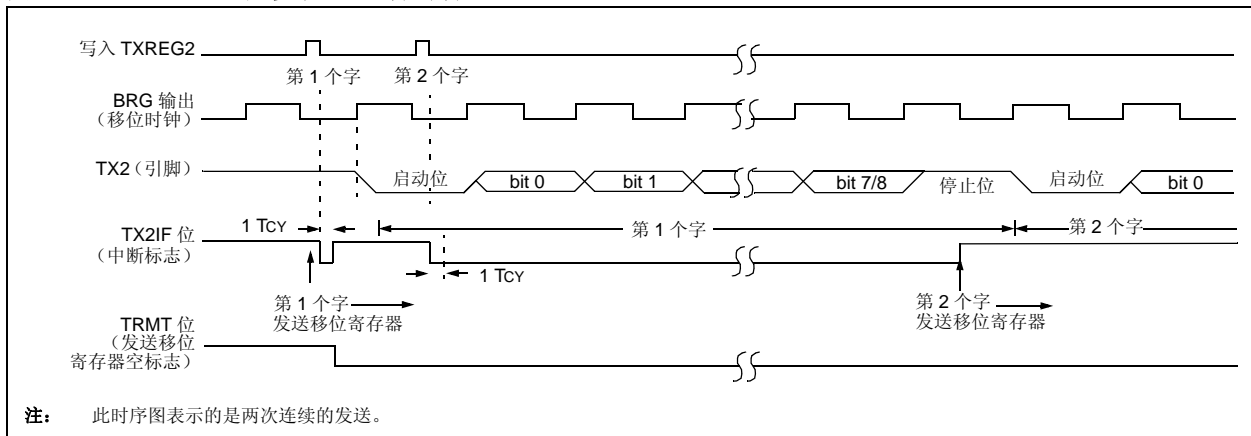 写入 TXREG2
第 1 个字
第 2 个字
BRG 输出
（移位时钟）
TX2（引脚）
启动位
bit 0
bit 1
bit 7/8
停止位
启动位
bit 0
TX2IF 位
（中断标志）
1 TCY
第 1 个字
第 2 个字
1 TCY
第 1 个字
发送移位寄存器
第 2 个字
发送移位寄存器
TRMT 位
（发送移位
寄存器空标志）
注： 此时序图表示的是两次连续的发送。